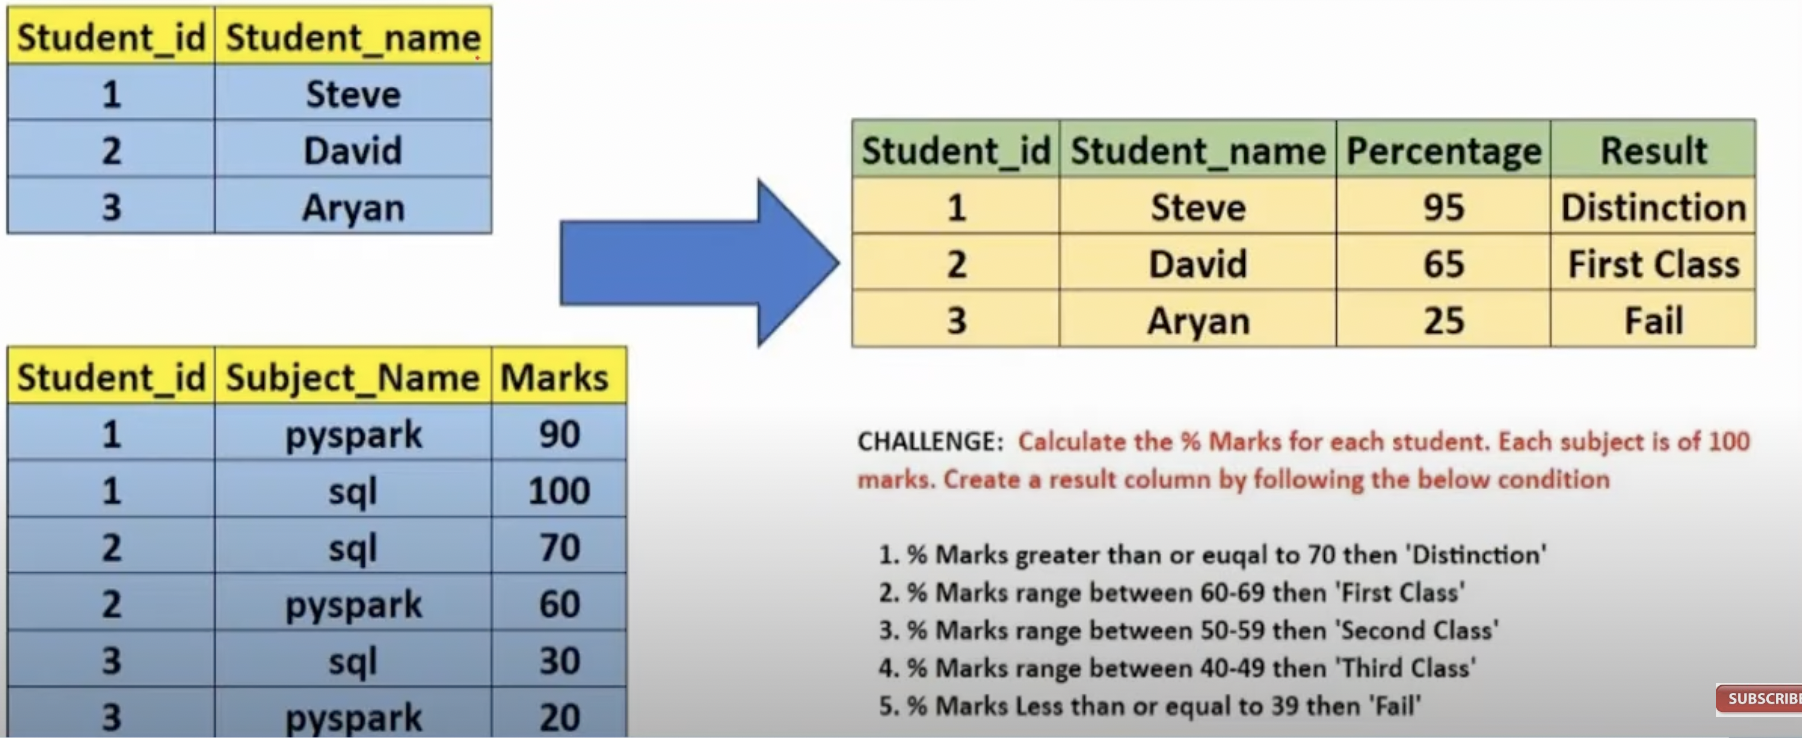 Student_id Student_name
1 Steve
2 David
3 Aryan
Student_id Subject_Name Marks
1 pyspark 90
1 sql 100
2 sql 70
2 pyspark 60
3 sql 30
3 pyspark 20
Student_id Student_name Percentage Result
1 Steve 95 Distinction
2 David 65 First Class
3 Aryan 25 Fail
CHALLENGE: Calculate the % Marks for each student. Each subject is of 100
marks. Create a result column by following the below condition
1. % Marks greater than or euqal to 70 then 'Distinction'
2. % Marks range between 60-69 then 'First Class'
3. % Marks range between 50-59 then 'Second Class'
4. % Marks range between 40-49 then 'Third Class'
5. % Marks Less than or equal to 39 then 'Fail'
SUBSCRIBE